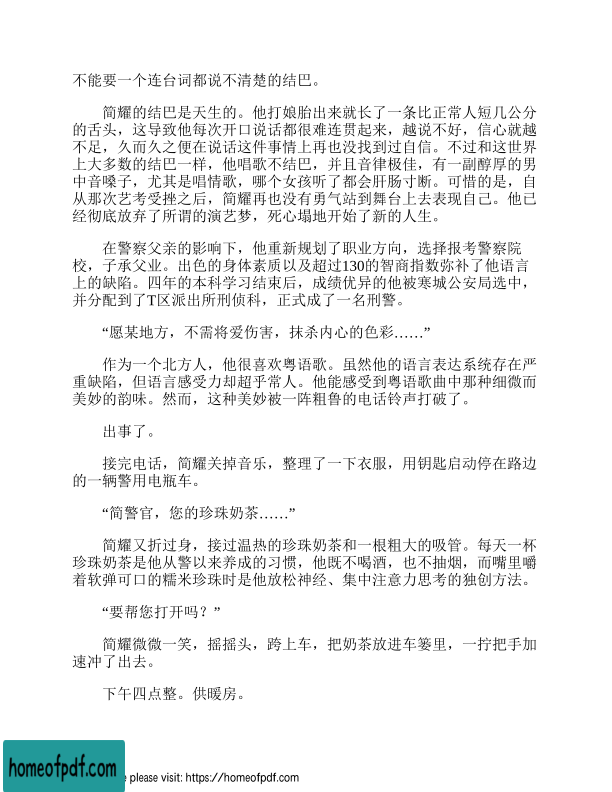 不能要一个连台词都说不清楚的结巴。
简耀的结巴是天生的。他打娘胎出来就长了一条比正常人短几公分
的舌头，这导致他每次开口说话都很难连贯起来，越说不好，信心就越
不足，久而久之便在说话这件事情上再也没找到过自信。不过和这世界
上大多数的结巴一样，他唱歌不结巴，并且音律极佳，有一副醇厚的男
中音嗓子，尤其是唱情歌，哪个女孩听了都会肝肠寸断。可惜的是，自
从那次艺考受挫之后，简耀再也没有勇气站到舞台上去表现自己。他已
经彻底放弃了所谓的演艺梦，死心塌地开始了新的人生。
在警察父亲的影响下，他重新规划了职业方向，选择报考警察院
校，子承父业。出色的身体素质以及超过130的智商指数弥补了他语言
上的缺陷。四年的本科学习结束后，成绩优异的他被寒城公安局选中，
并分配到了T区派出所刑侦科，正式成了一名刑警。
“愿某地方，不需将爱伤害，抹杀内心的色彩……”
作为一个北方人，他很喜欢粤语歌。虽然他的语言表达系统存在严
重缺陷，但语言感受力却超乎常人。他能感受到粤语歌曲中那种细微而
美妙的韵味。然而，这种美妙被一阵粗鲁的电话铃声打破了。
出事了。
接完电话，简耀关掉音乐，整理了一下衣服，用钥匙启动停在路边
的一辆警用电瓶车。
“简警官，您的珍珠奶茶……”
简耀又折过身，接过温热的珍珠奶茶和一根粗大的吸管。每天一杯
珍珠奶茶是他从警以来养成的习惯，他既不喝酒，也不抽烟，而嘴里嚼
着软弹可口的糯米珍珠时是他放松神经、集中注意力思考的独创方法。
“要帮您打开吗？”
简耀微微一笑，摇摇头，跨上车，把奶茶放进车篓里，一拧把手加
速冲了出去。
下午四点整。供暖房。
homeofpdf.com
e please visit: https://homeofpdf.com